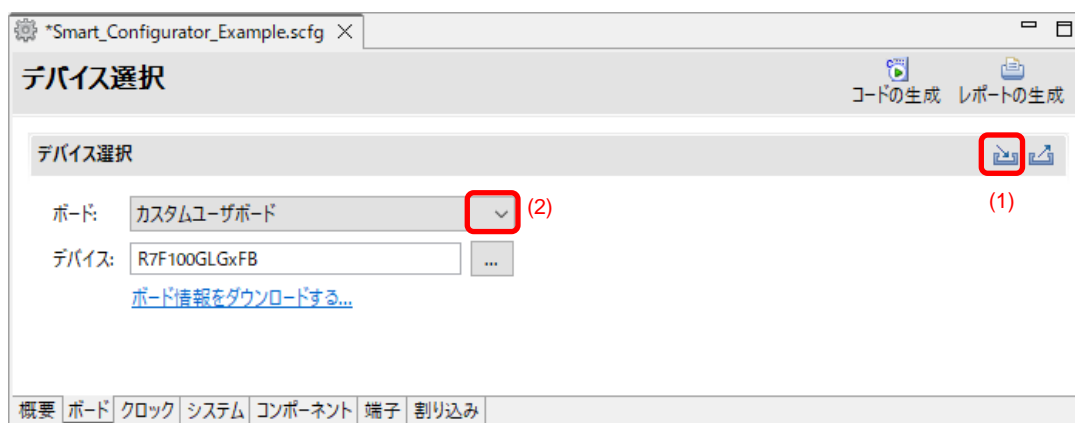 *Smart_Configurator_Example.scfg
デバイス選択
コードの生成 レポートの生成
デバイス選択
(1)
ボード: カスタムユーザボード (2)
デバイス: R7F100GLGxFB ...
ボード情報をダウンロードする...
概要 ボード クロック システム コンポーネント 端子 割り込み